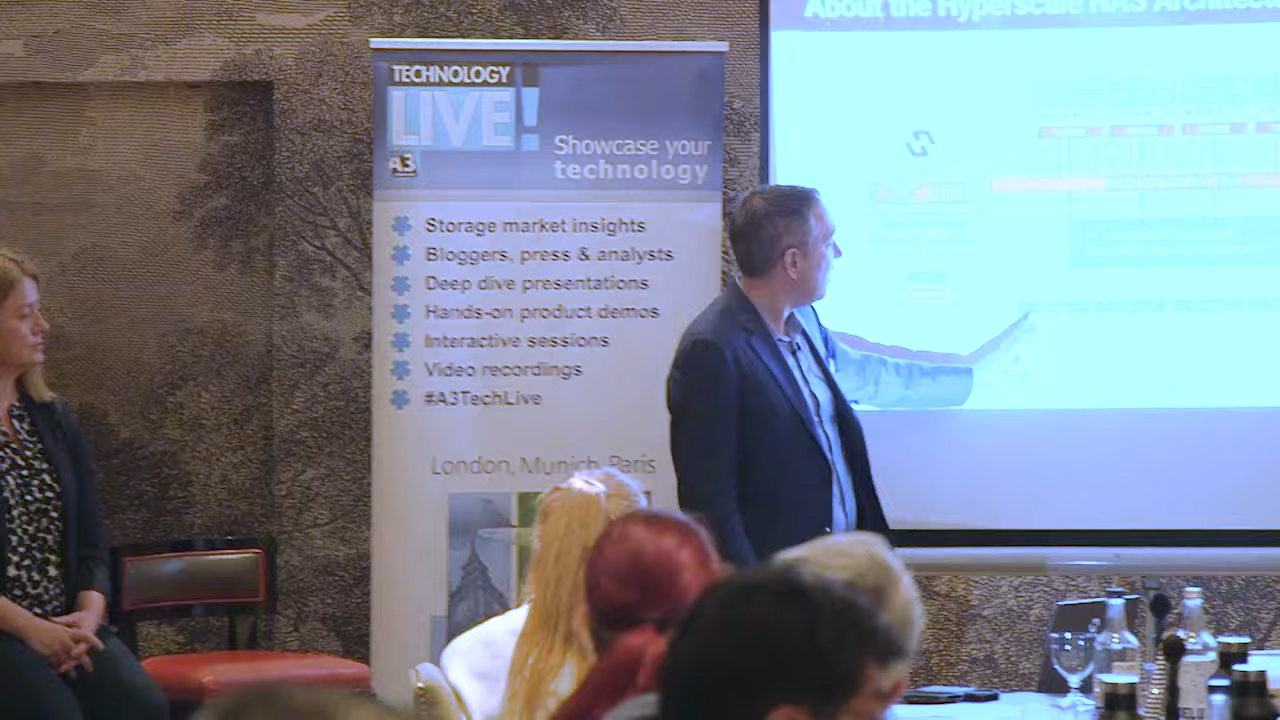 About the Hyperscale NAS Architectu
TECHNOLOGY
LIVE!
A3
Showcase your
technology
Storage market insights
Bloggers, press & analysts
Deep dive presentations
Hands-on product demos
Interactive sessions
Video recordings
#A3TechLive
London, Munich, Paris